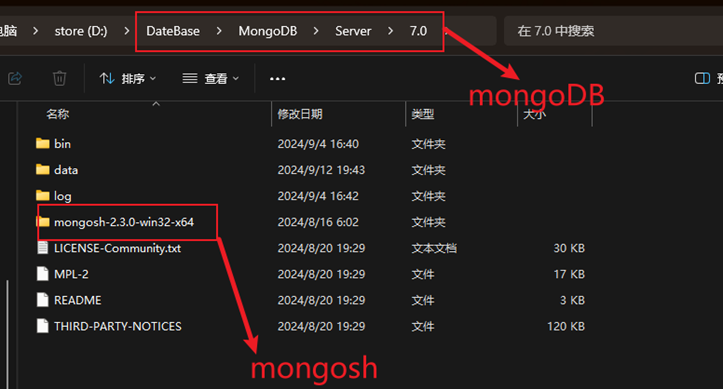 电脑 > store (D:) > DateBase > MongoDB > Server > 7.0 > 在 7.0 中搜索
排序 查看 •••
mongoDB
名称 修改日期 类型 大小
bin 2024/9/4 16:40 文件夹
data 2024/9/12 19:43 文件夹
log 2024/9/4 16:42 文件夹
mongosh-2.3.0-win32-x64 2024/8/16 6:02 文件夹
LICENSE-Community.txt 2024/8/20 19:29 文本文档 30 KB
MPL-2 2024/8/20 19:29 文件 17 KB
README 2024/8/20 19:29 文件 3 KB
THIRD-PARTY-NOTICES 2024/8/20 19:29 文件 120 KB
mongosh